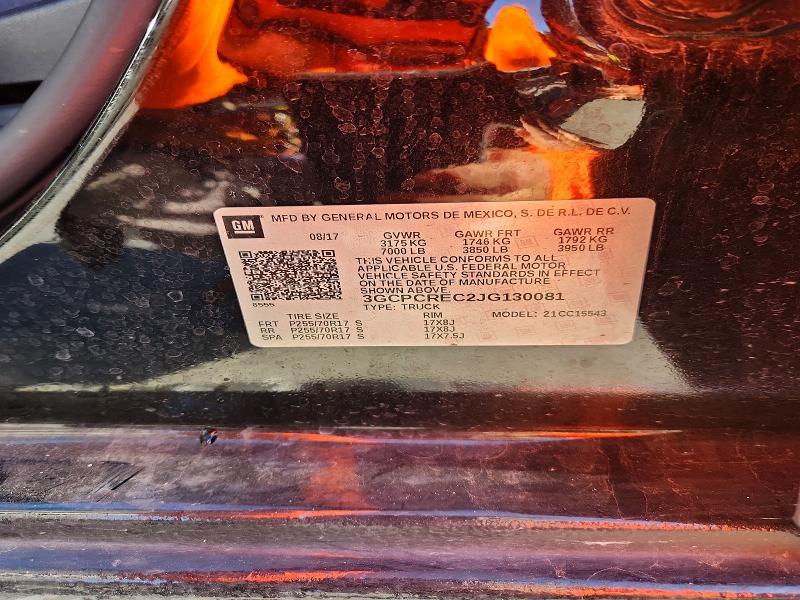 GM MFD BY GENERAL MOTORS DE MEXICO, S. DE R.L. DE C.V.
08/17 GVWR GAWR FRT GAWR RR
3175 KG 1746 KG 1792 KG
7000 LB 3850 LB 3950 LB
THIS VEHICLE CONFORMS TO ALL
APPLICABLE U.S. FEDERAL MOTOR
VEHICLE SAFETY STANDARDS IN EFFECT
ON THE DATE OF MANUFACTURE
SHOWN ABOVE.
3GCPCREC2JG130081
8555 TYPE: TRUCK
TIRE SIZE RIM MODEL: 21CC15543
FRT P255/70R17 S 17X8J
RR P255/70R17 S 17X8J
SPA P255/70R17 S 17X7.5J